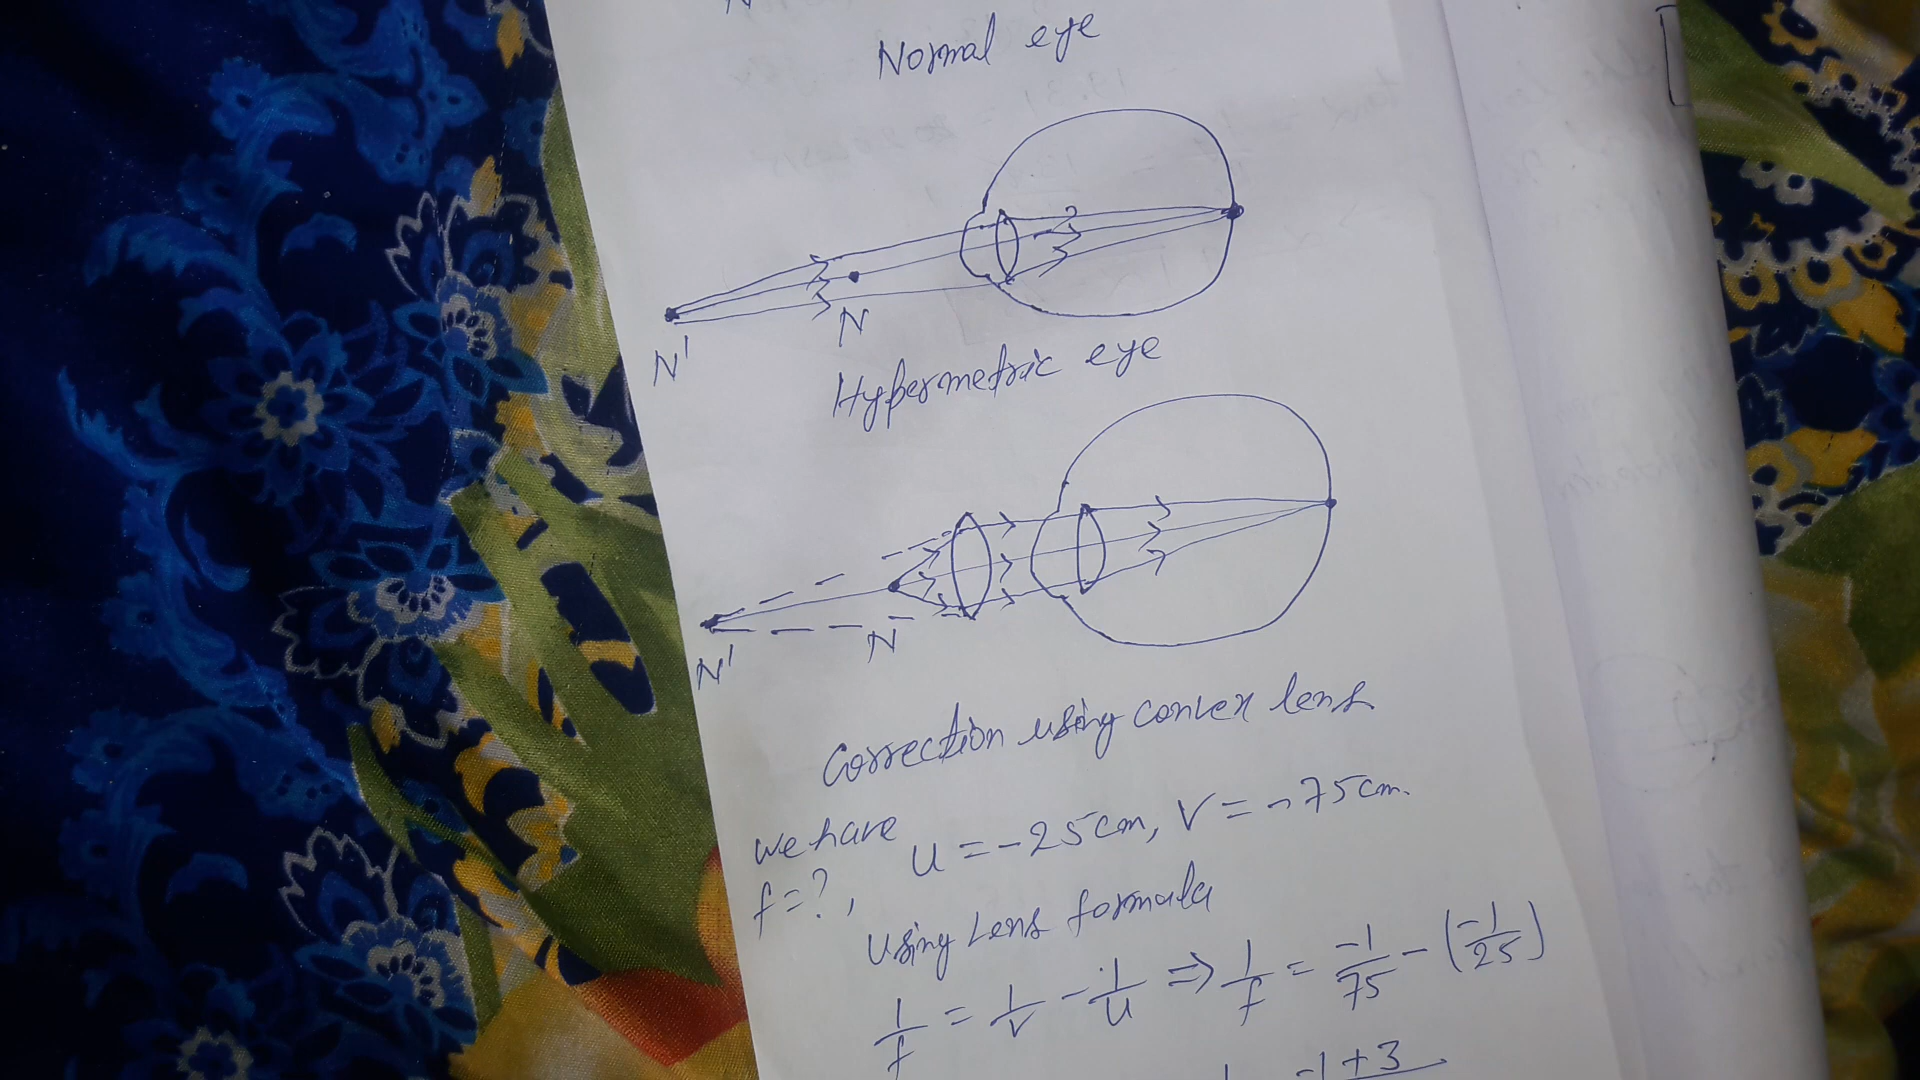 N
Normal eye
N
N'
Hypermetric eye
N
N'
Correction using convex lens
we have
u = -25cm, v = -75cm.
f = ?,
Using Lens formula
1/f = 1/v - 1/u ⇒ 1/f = -1/75 - (-1/25)
-1+3